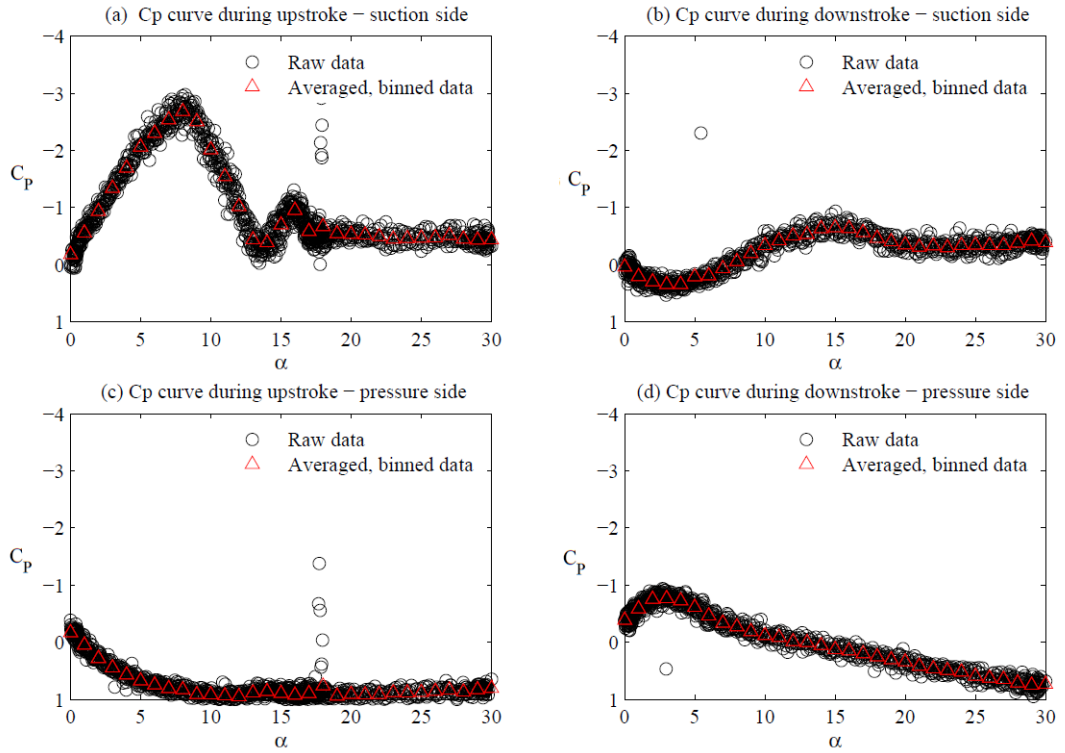 (a) Cp curve during upstroke − suction side
−4
−3
−2
−1
0
1
C_P
Raw data
Averaged, binned data
0 5 10 15 20 25 30
α
(b) Cp curve during downstroke − suction side
−4
−3
−2
−1
0
1
C_P
Raw data
Averaged, binned data
0 5 10 15 20 25 30
α
(c) Cp curve during upstroke − pressure side
−4
−3
−2
−1
0
1
C_P
Raw data
Averaged, binned data
0 5 10 15 20 25 30
α
(d) Cp curve during downstroke − pressure side
−4
−3
−2
−1
0
1
C_P
Raw data
Averaged, binned data
0 5 10 15 20 25 30
α